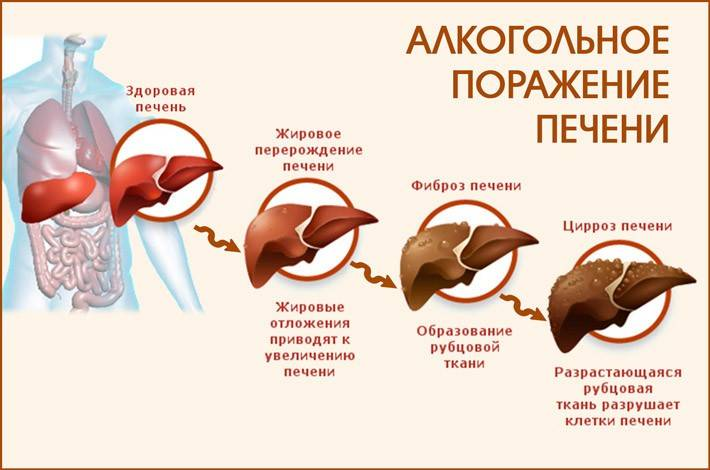 АЛКОГОЛЬНОЕ
ПОРАЖЕНИЕ
ПЕЧЕНИ
Здоровая
печень
Жировое
перерождение
печени
Жировые
отложения
приводят к
увеличению
печени
Фиброз печени
Образование
рубцовой
ткани
Цирроз печени
Разрастающаяся
рубцовая
ткань разрушает
клетки печени